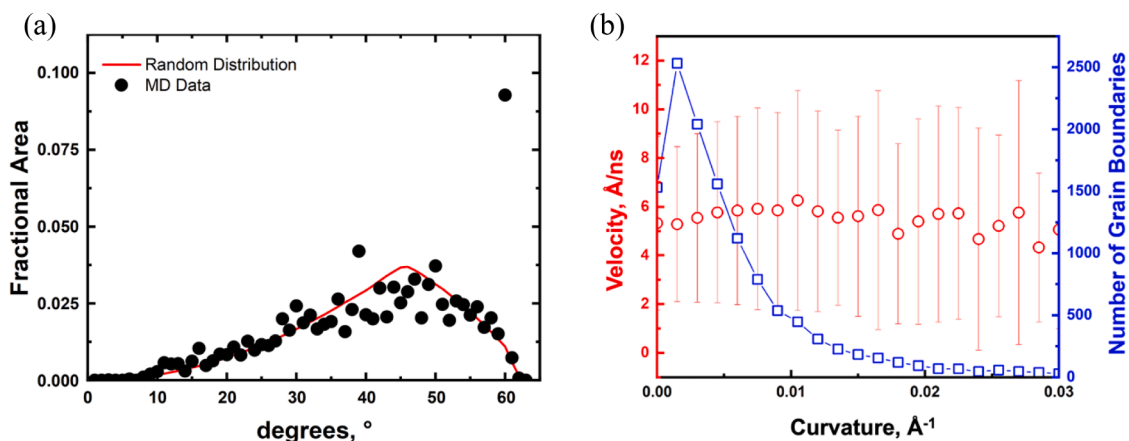 (a)
Random Distribution
MD Data
Fractional Area
0.100
0.075
0.050
0.025
0.000
0 10 20 30 40 50 60
degrees, °
(b)
Velocity, Å/ns
12
10
8
6
4
2
0
0.00 0.01 0.02 0.03
Curvature, Å-1
2500
2000
1500
1000
500
0
Number of Grain Boundaries